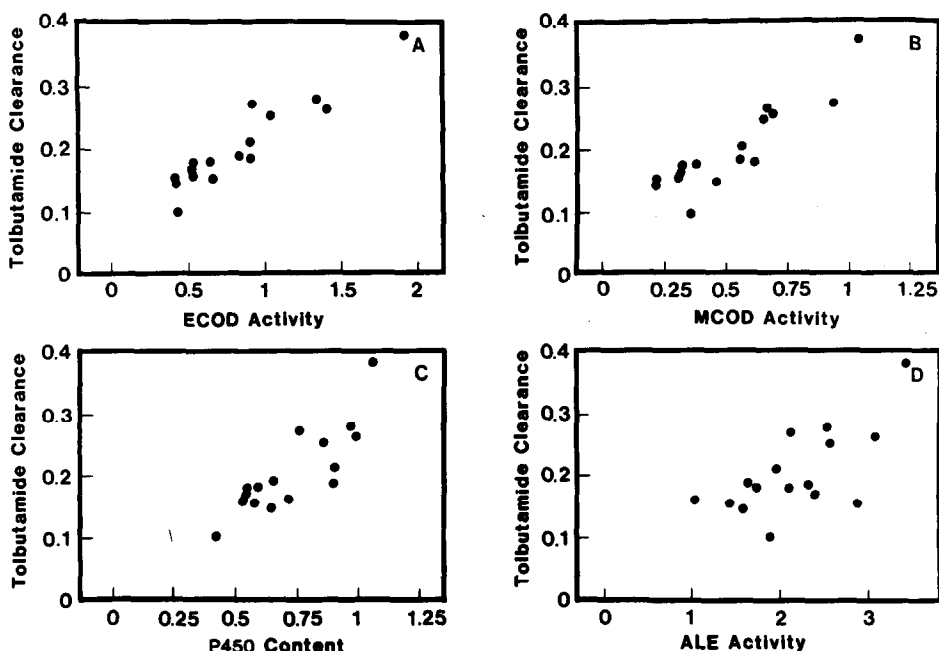 0.4
A
0.3
0.2
0.1
0
Tolbutamide Clearance
0 0.5 1 1.5 2
ECOD Activity
0.4
B
0.3
0.2
0.1
0
Tolbutamide Clearance
0 0.25 0.5 0.75 1 1.25
MCOD Activity
0.4
C
0.3
0.2
0.1
0
Tolbutamide Clearance
0 0.25 0.5 0.75 1 1.25
P450 Content
0.4
D
0.3
0.2
0.1
0
Tolbutamide Clearance
0 1 2 3
ALE Activity